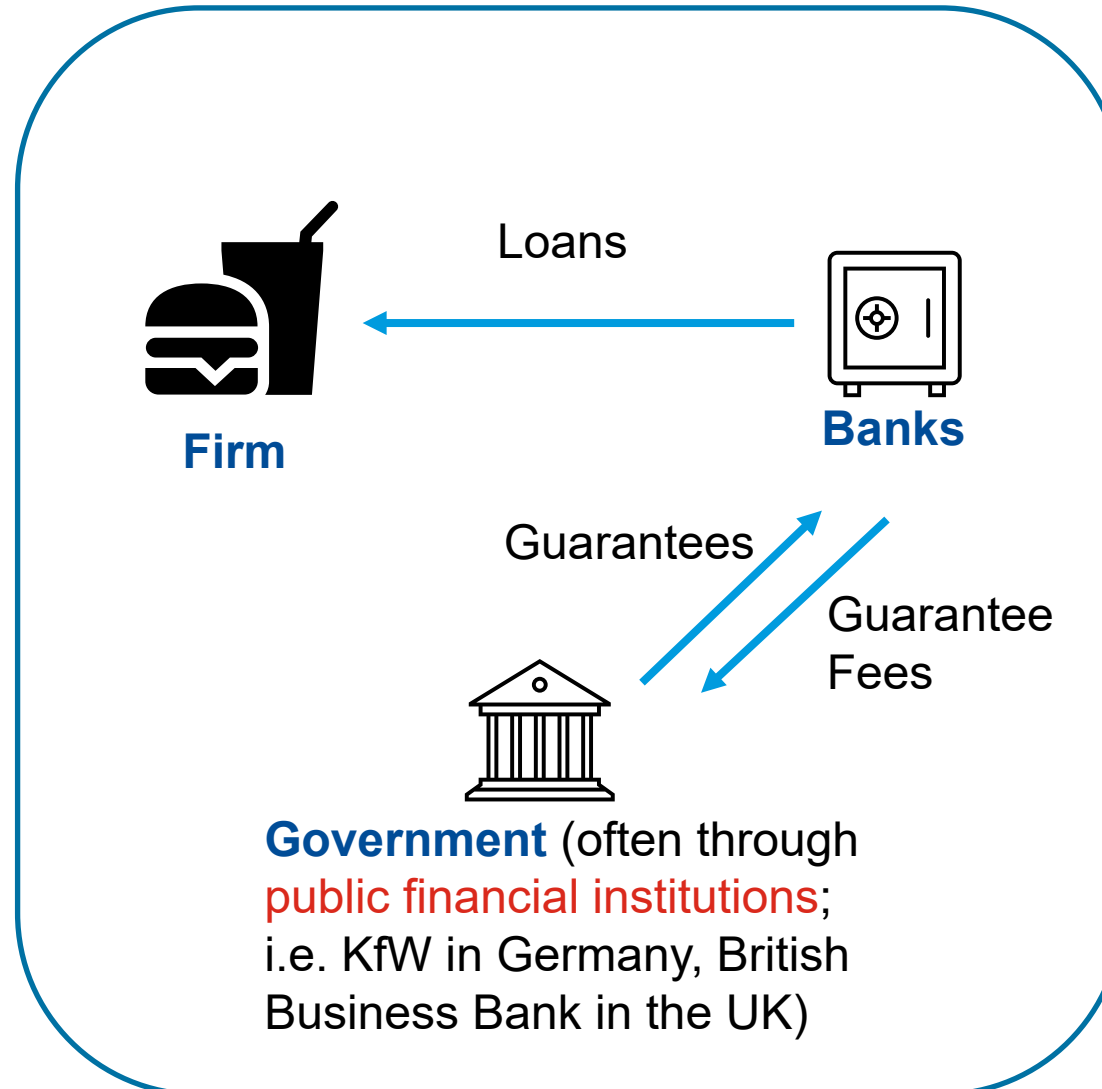 Loans
Firm
Banks
Guarantees
Guarantee
Fees
Government (often through
public financial institutions;
i.e. KfW in Germany, British
Business Bank in the UK)